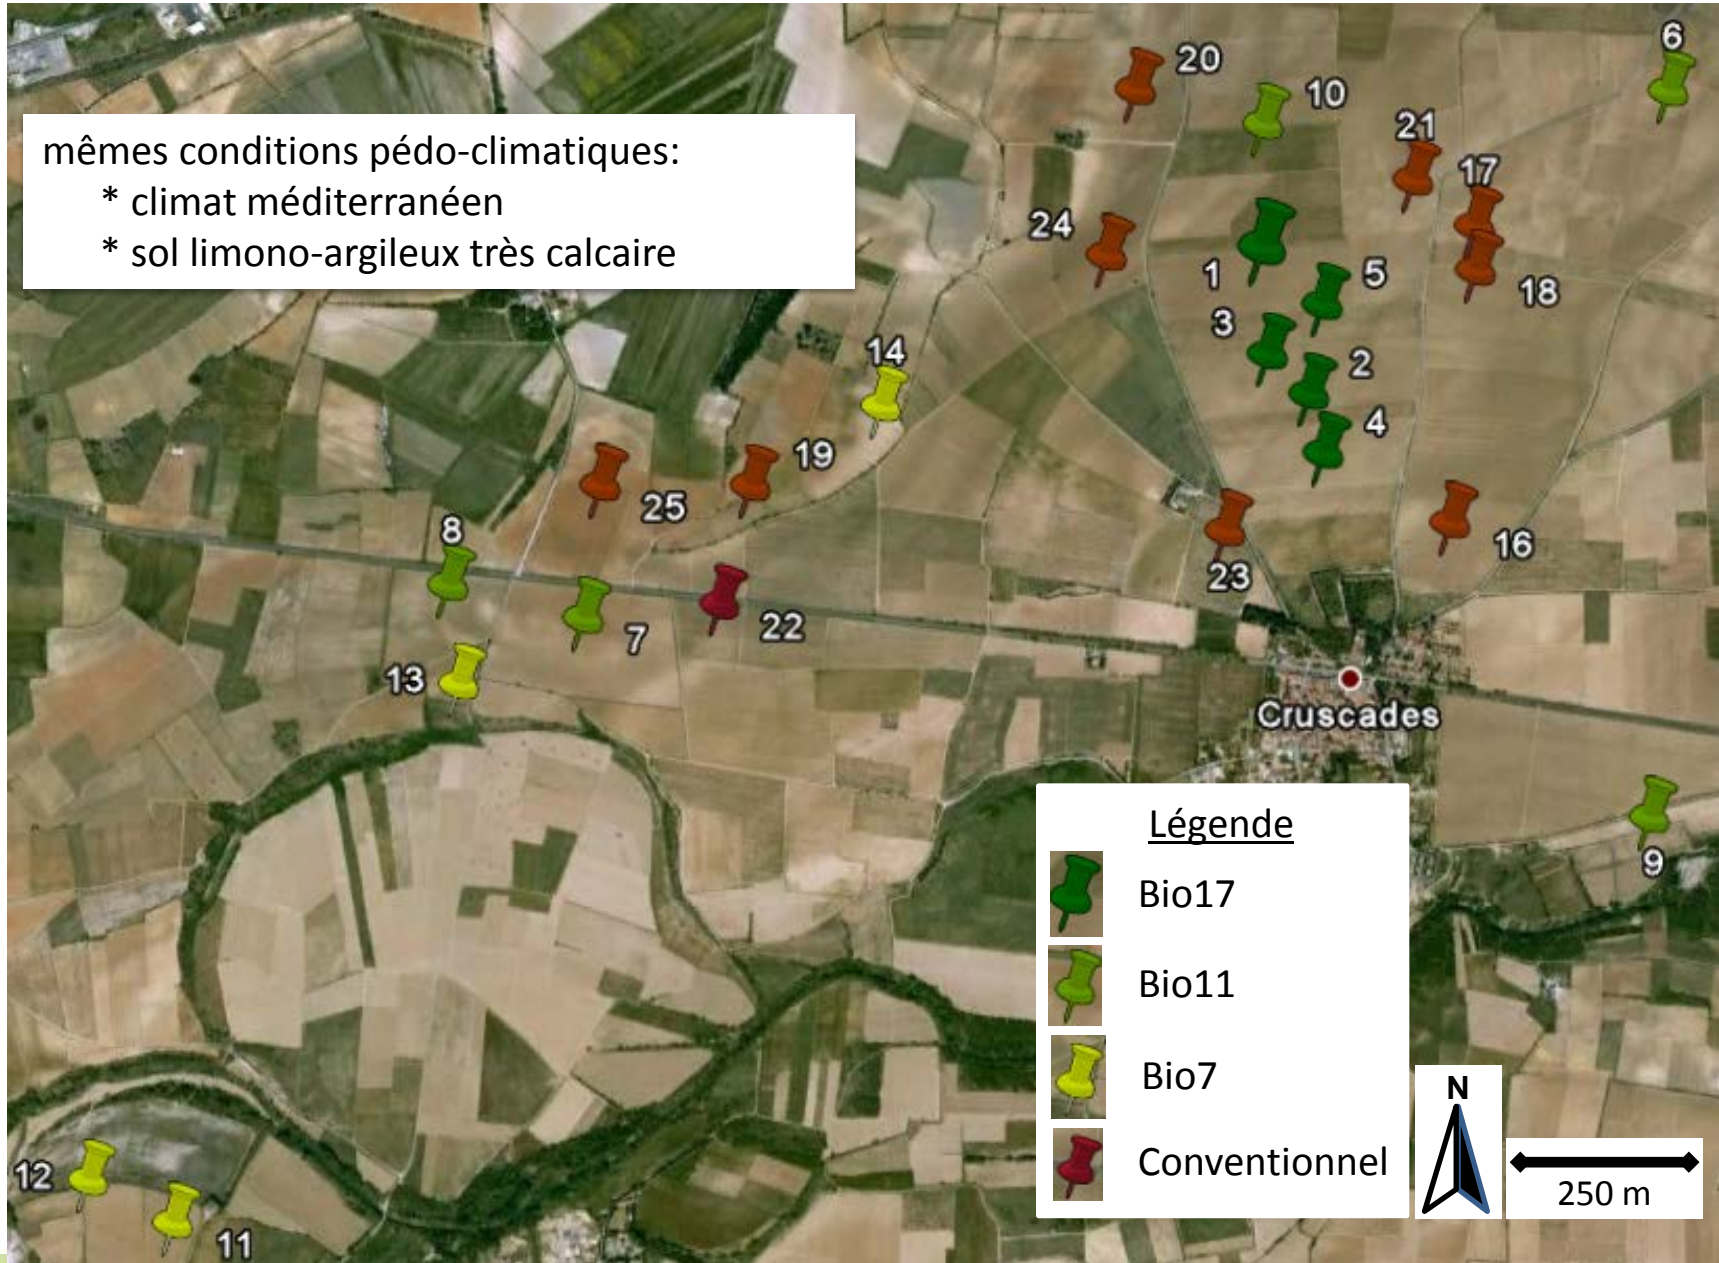 mêmes conditions pédo-climatiques:
* climat méditerranéen
* sol limono-argileux très calcaire
6
20
10
21
17
24
1
5
18
3
14
2
4
19
25
8
16
23
22
7
13
Cruscades
9
12
11
Légende
Bio17
Bio11
Bio7
Conventionnel
N
250 m